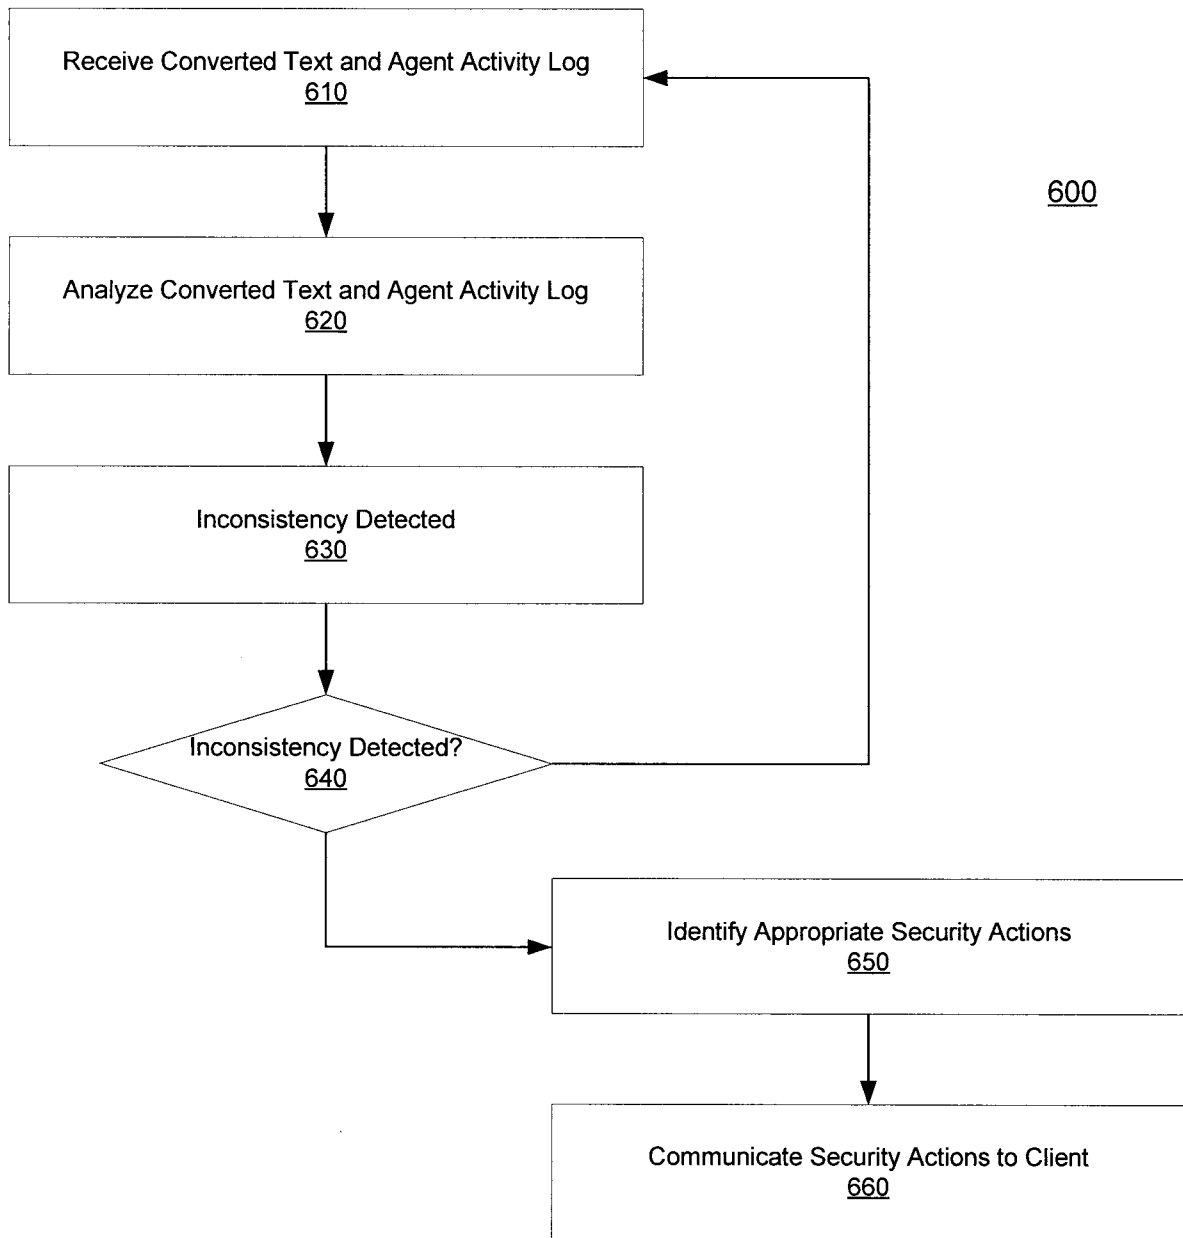 Receive Converted Text and Agent Activity Log
610
600
Analyze Converted Text and Agent Activity Log
620
Inconsistency Detected
630
Inconsistency Detected?
640
Identify Appropriate Security Actions
650
Communicate Security Actions to Client
660